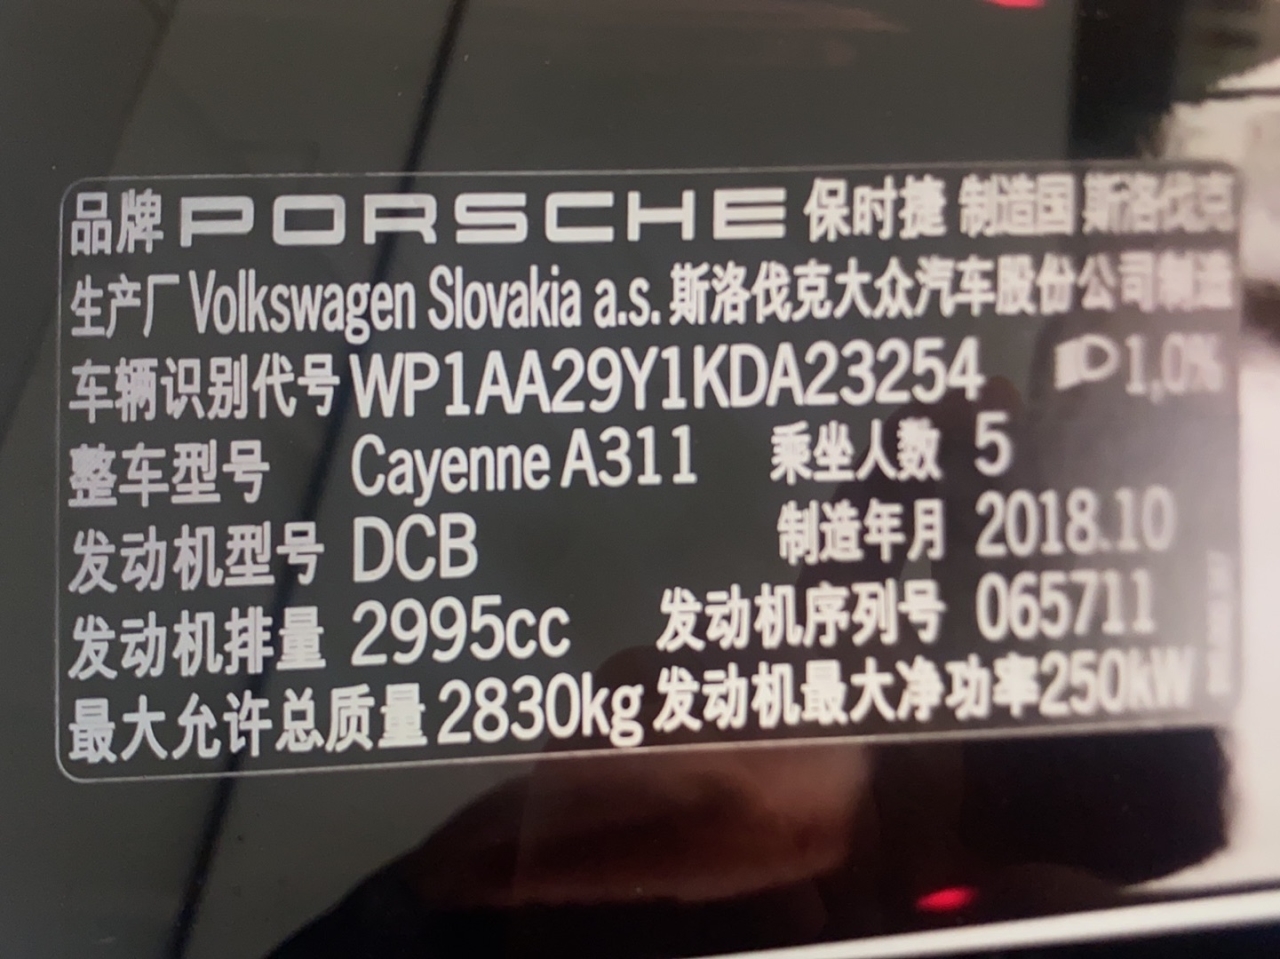 品牌 PORSCHE 保时捷 制造国 斯洛伐克
生产厂 Volkswagen Slovakia a.s. 斯洛伐克大众汽车股份公司制造
车辆识别代号 WP1AA29Y1KDA23254 1,0%
整车型号 Cayenne A311 乘坐人数 5
发动机型号 DCB 制造年月 2018.10
发动机排量 2995cc 发动机序列号 065711
最大允许总质量 2830kg 发动机最大净功率 250kW